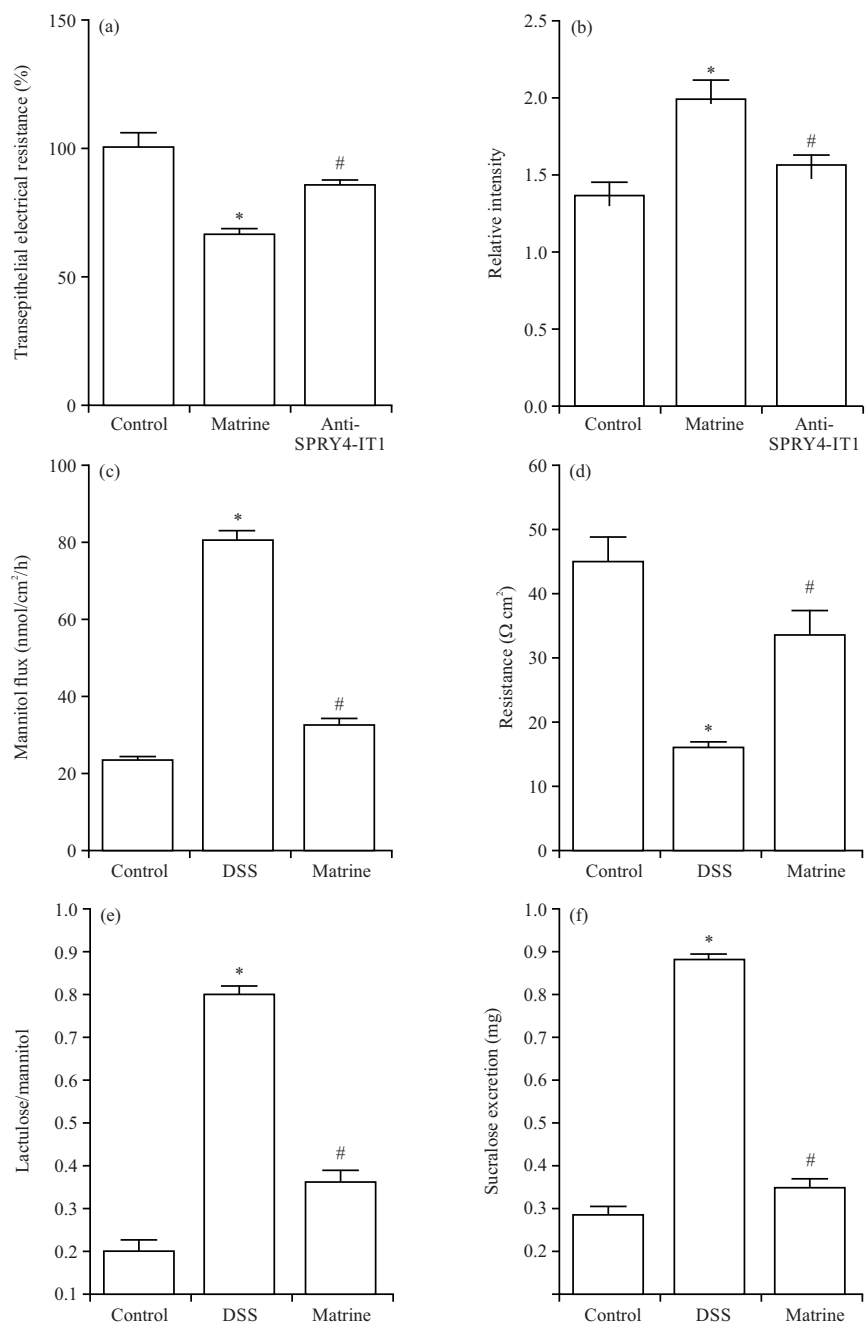 (a)
Transepithelial electrical resistance (%)
150
100
50
0
*
#
Control
Matrine
Anti-
SPRY4-IT1
(b)
Relative intensity
2.5
2.0
1.5
1.0
0.5
0.0
*
#
Control
Matrine
Anti-
SPRY4-IT1
(c)
Mannitol flux (nmol/cm²/h)
100
80
60
40
20
0
*
#
Control
DSS
Matrine
(d)
Resistance (Ω cm²)
60
50
40
30
20
10
0
*
#
Control
DSS
Matrine
(e)
Lactulose/mannitol
1.0
0.9
0.8
0.7
0.6
0.5
0.4
0.3
0.2
0.1
*
#
Control
DSS
Matrine
(f)
Sucralose excretion (mg)
1.0
0.9
0.8
0.7
0.6
0.5
0.4
0.3
0.2
*
#
Control
DSS
Matrine